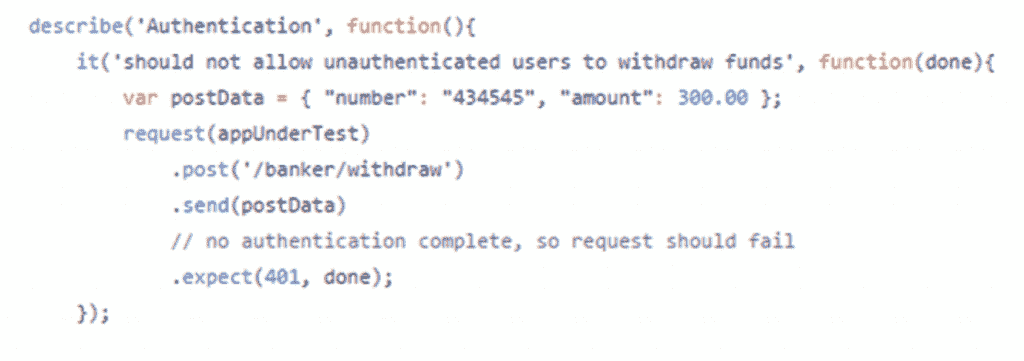 describe('Authentication', function(){
it('should not allow unauthenticated users to withdraw funds', function(done){
var postData = { "number": "434545", "amount": 300.00 };
request(appUnderTest)
.post('/banker/withdraw')
.send(postData)
// no authentication complete, so request should fail
.expect(401, done);
});